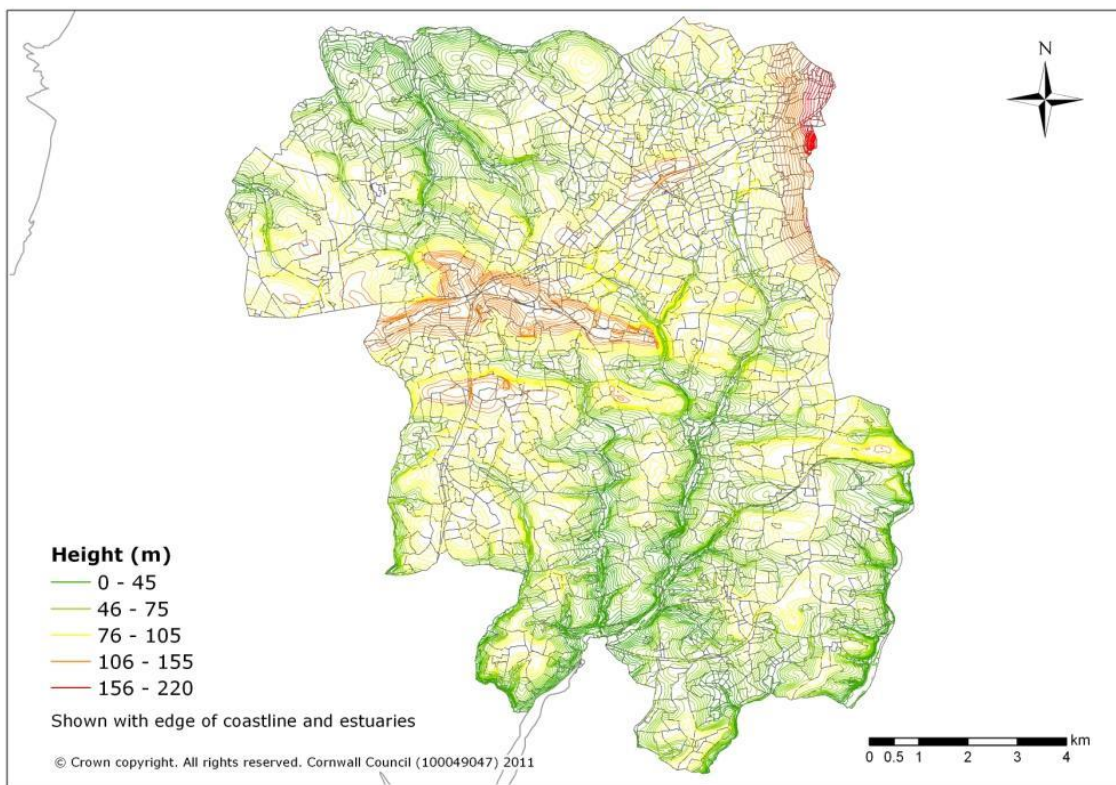 N
Height (m)
0 - 45
46 - 75
76 - 105
106 - 155
156 - 220
Shown with edge of coastline and estuaries
© Crown copyright. All rights reserved. Cornwall Council (100049047) 2011
km
0 0.5 1 2 3 4